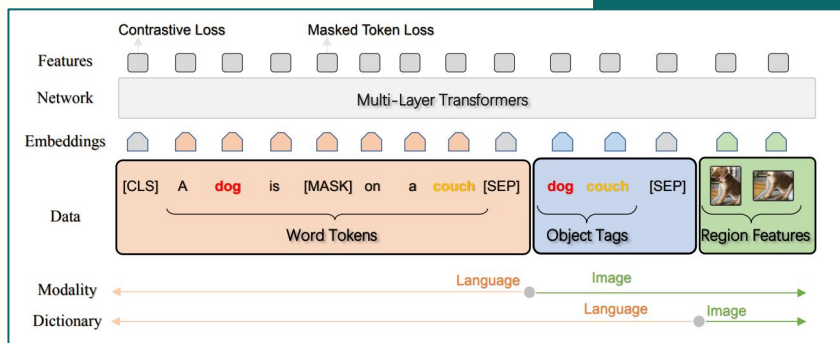 Contrastive Loss Masked Token Loss
Features
Network Multi-Layer Transformers
Embeddings
Data [CLS] A dog is [MASK] on a couch [SEP] dog couch [SEP]
Word Tokens Object Tags Region Features
Modality Language Image
Dictionary Language Image